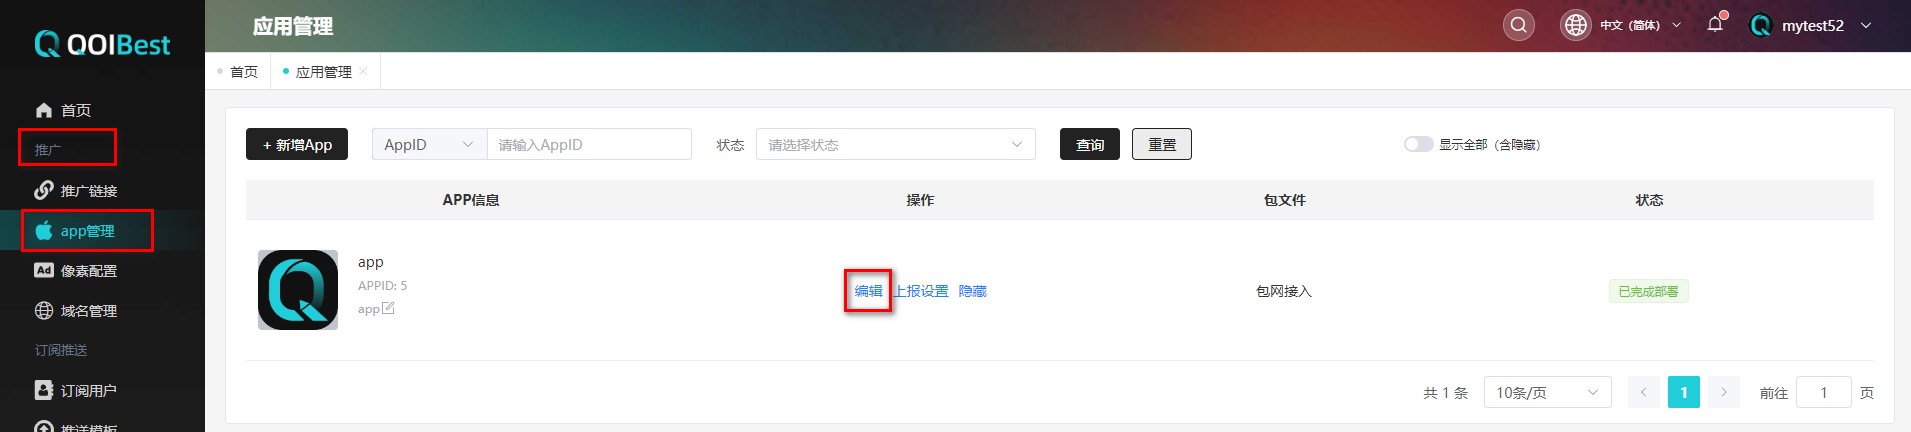 QOIBest
首页
推广
推广链接
app管理
Ad 像素配置
域名管理
订阅推送
订阅用户
推送模板
应用管理
中文（简体）
mytest52
首页
应用管理
+ 新增App
AppID
请输入AppID
状态
请选择状态
查询
重置
显示全部（含隐藏）
APP信息
操作
包文件
状态
app
APPID: 5
app
编辑
上报设置
隐藏
包网接入
已完成部署
共 1 条
10条/页
1
前往
1
页